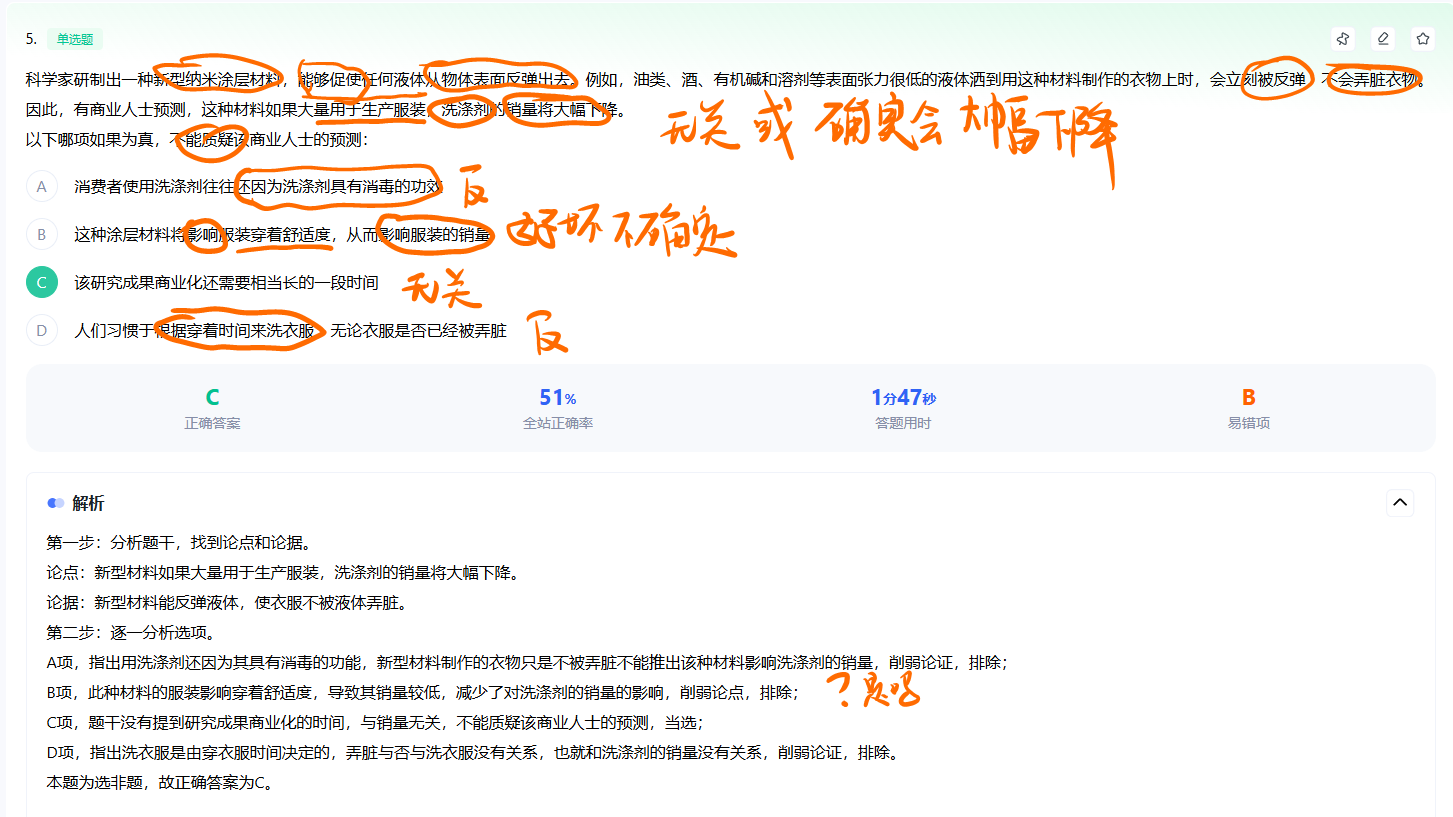 5. 单选题
科学家研制出一种新型纳米涂层材料，能够促使任何液体从物体表面反弹出去。例如，油类、酒、有机碱和溶剂等表面张力很低的液体洒到用这种材料制作的衣物上时，会立刻被反弹，不会弄脏衣物。
因此，有商业人士预测，这种材料如果大量用于生产服装，洗涤剂的销量将大幅下降。
无关 或 确定会 大幅下降
以下哪项如果为真，不能质疑该商业人士的预测：
A 消费者使用洗涤剂往往还因为洗涤剂具有消毒的功效 反
B 这种涂层材料将影响服装穿着舒适度，从而影响服装的销量 好坏不确定
C 该研究成果商业化还需要相当长的一段时间 无关
D 人们习惯于根据穿着时间来洗衣服，无论衣服是否已经被弄脏 反
C 51% 1分47秒 B
正确答案 全站正确率 答题用时 易错项
解析
第一步：分析题干，找到论点和论据。
论点：新型材料如果大量用于生产服装，洗涤剂的销量将大幅下降。
论据：新型材料能反弹液体，使衣服不被液体弄脏。
第二步：逐一分析选项。
A项，指出用洗涤剂还因为其具有消毒的功能，新型材料制作的衣物只是不被弄脏不能推出该种材料影响洗涤剂的销量，削弱论证，排除；
B项，此种材料的服装影响穿着舒适度，导致其销量较低，减少了对洗涤剂的销量的影响，削弱论点，排除； ？是吗
C项，题干没有提到研究成果商业化的时间，与销量无关，不能质疑该商业人士的预测，当选；
D项，指出洗衣服是由穿衣服时间决定的，弄脏与否与洗衣服没有关系，也就和洗涤剂的销量没有关系，削弱论证，排除。
本题为选非题，故正确答案为C。